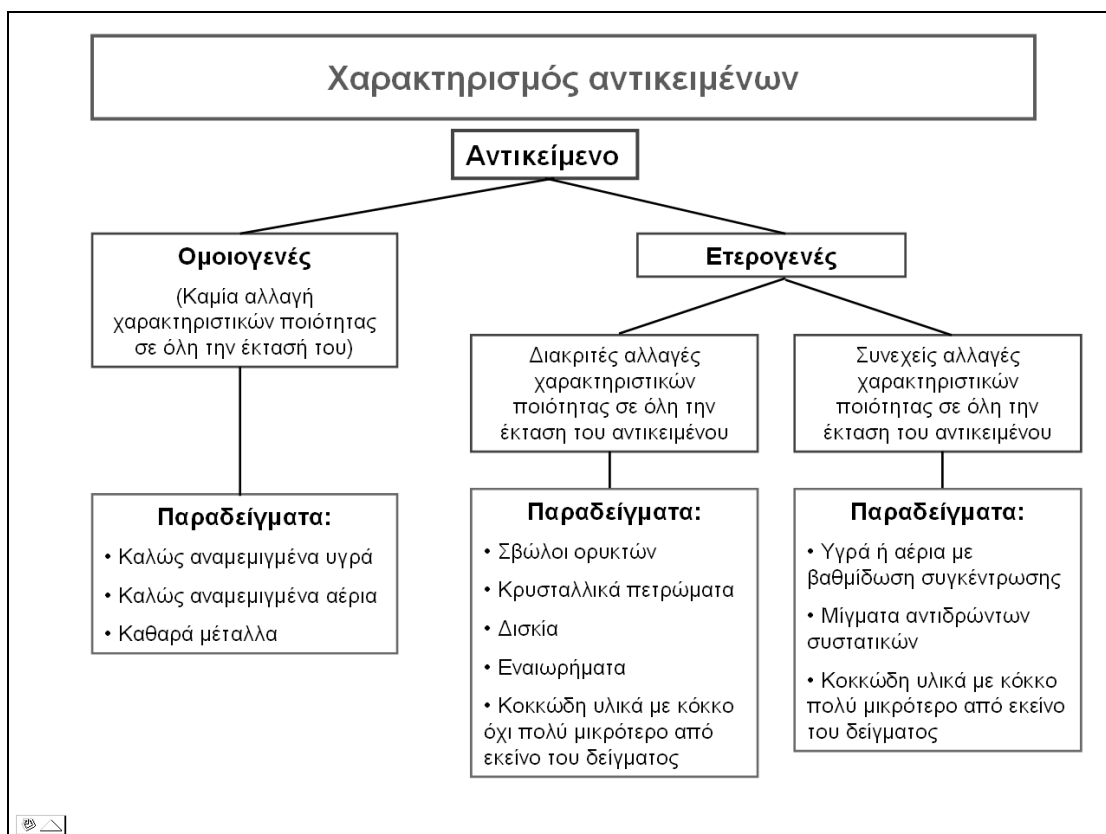 Χαρακτηρισμός αντικειμένων
Αντικείμενο
Ομοιογενές
(Καμία αλλαγή
χαρακτηριστικών ποιότητας
σε όλη την έκτασή του)
Παραδείγματα:
• Καλώς αναμεμιγμένα υγρά
• Καλώς αναμεμιγμένα αέρια
• Καθαρά μέταλλα
Ετερογενές
Διακριτές αλλαγές
χαρακτηριστικών
ποιότητας σε όλη την
έκταση του αντικειμένου
Παραδείγματα:
• Σβώλοι ορυκτών
• Κρυσταλλικά πετρώματα
• Δισκία
• Εναιωρήματα
• Κοκκώδη υλικά με κόκκο
όχι πολύ μικρότερο από
εκείνο του δείγματος
Συνεχείς αλλαγές
χαρακτηριστικών
ποιότητας σε όλη την
έκταση του αντικειμένου
Παραδείγματα:
• Υγρά ή αέρια με
βαθμίδωση συγκέντρωσης
• Μίγματα αντιδρώντων
συστατικών
• Κοκκώδη υλικά με κόκκο
πολύ μικρότερο από εκείνο
του δείγματος